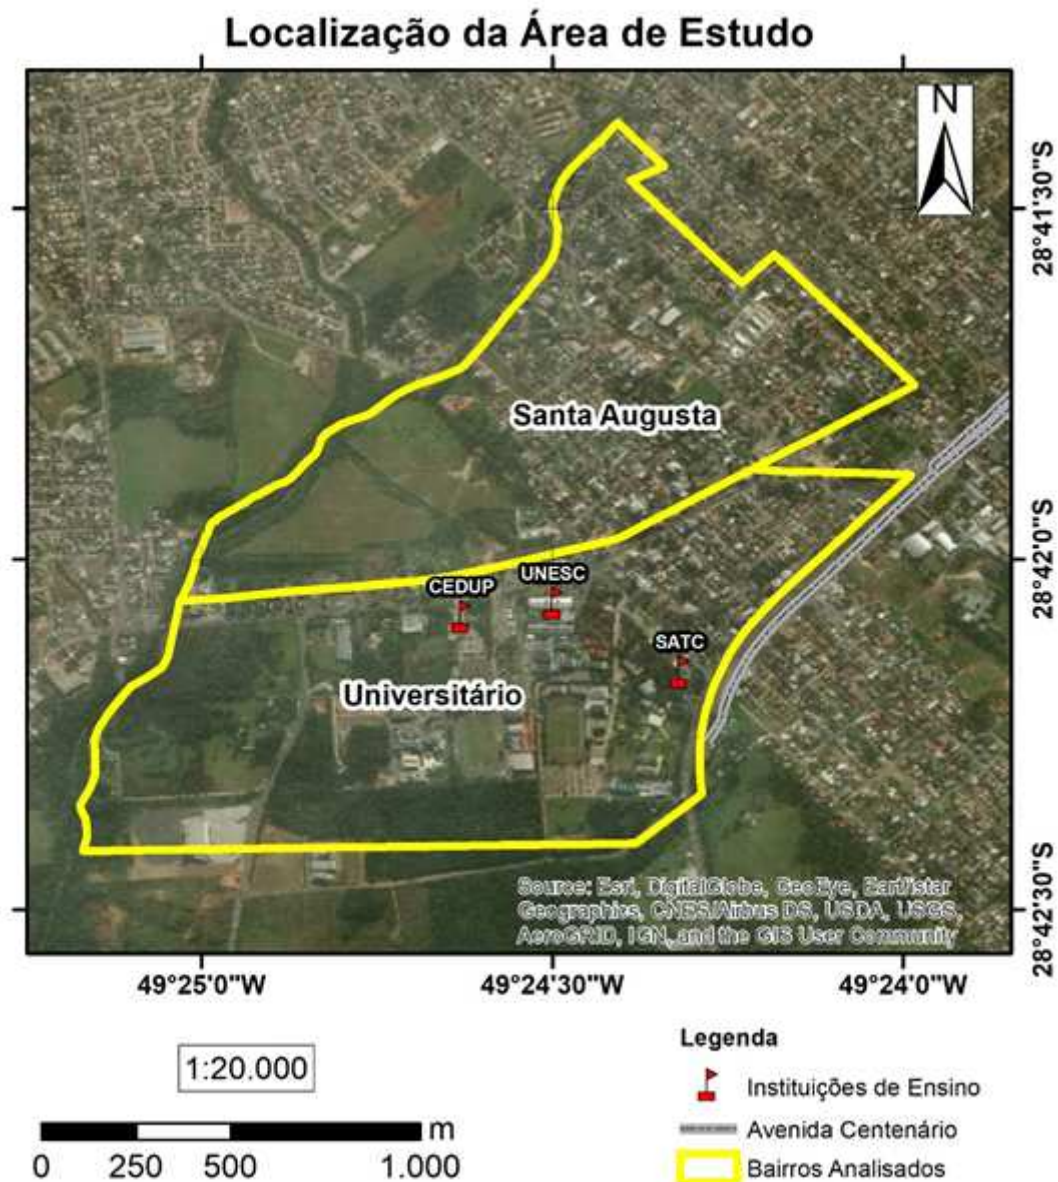 Localização da Área de Estudo
N
28°41'30"S
Santa Augusta
28°42'0"S
UNESC
CEDUP
SATC
Universitário
Source: Esri, DigitalGlobe, GeoEye, Earthstar
Geographics, CNES/Airbus DS, USDA, USGS,
AeroGRID, IGN, and the GIS User Community
28°42'30"S
49°25'0"W 49°24'30"W 49°24'0"W
1:20.000
m
0 250 500 1.000
Legenda
Instituições de Ensino
Avenida Centenário
Bairros Analisados